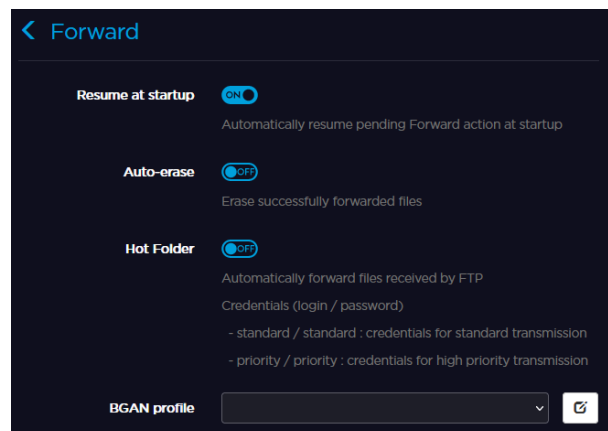 Forward
Resume at startup ON
Automatically resume pending Forward action at startup
Auto-erase OFF
Erase successfully forwarded files
Hot Folder OFF
Automatically forward files received by FTP
Credentials (login / password)
- standard / standard : credentials for standard transmission
- priority / priority : credentials for high priority transmission
BGAN profile